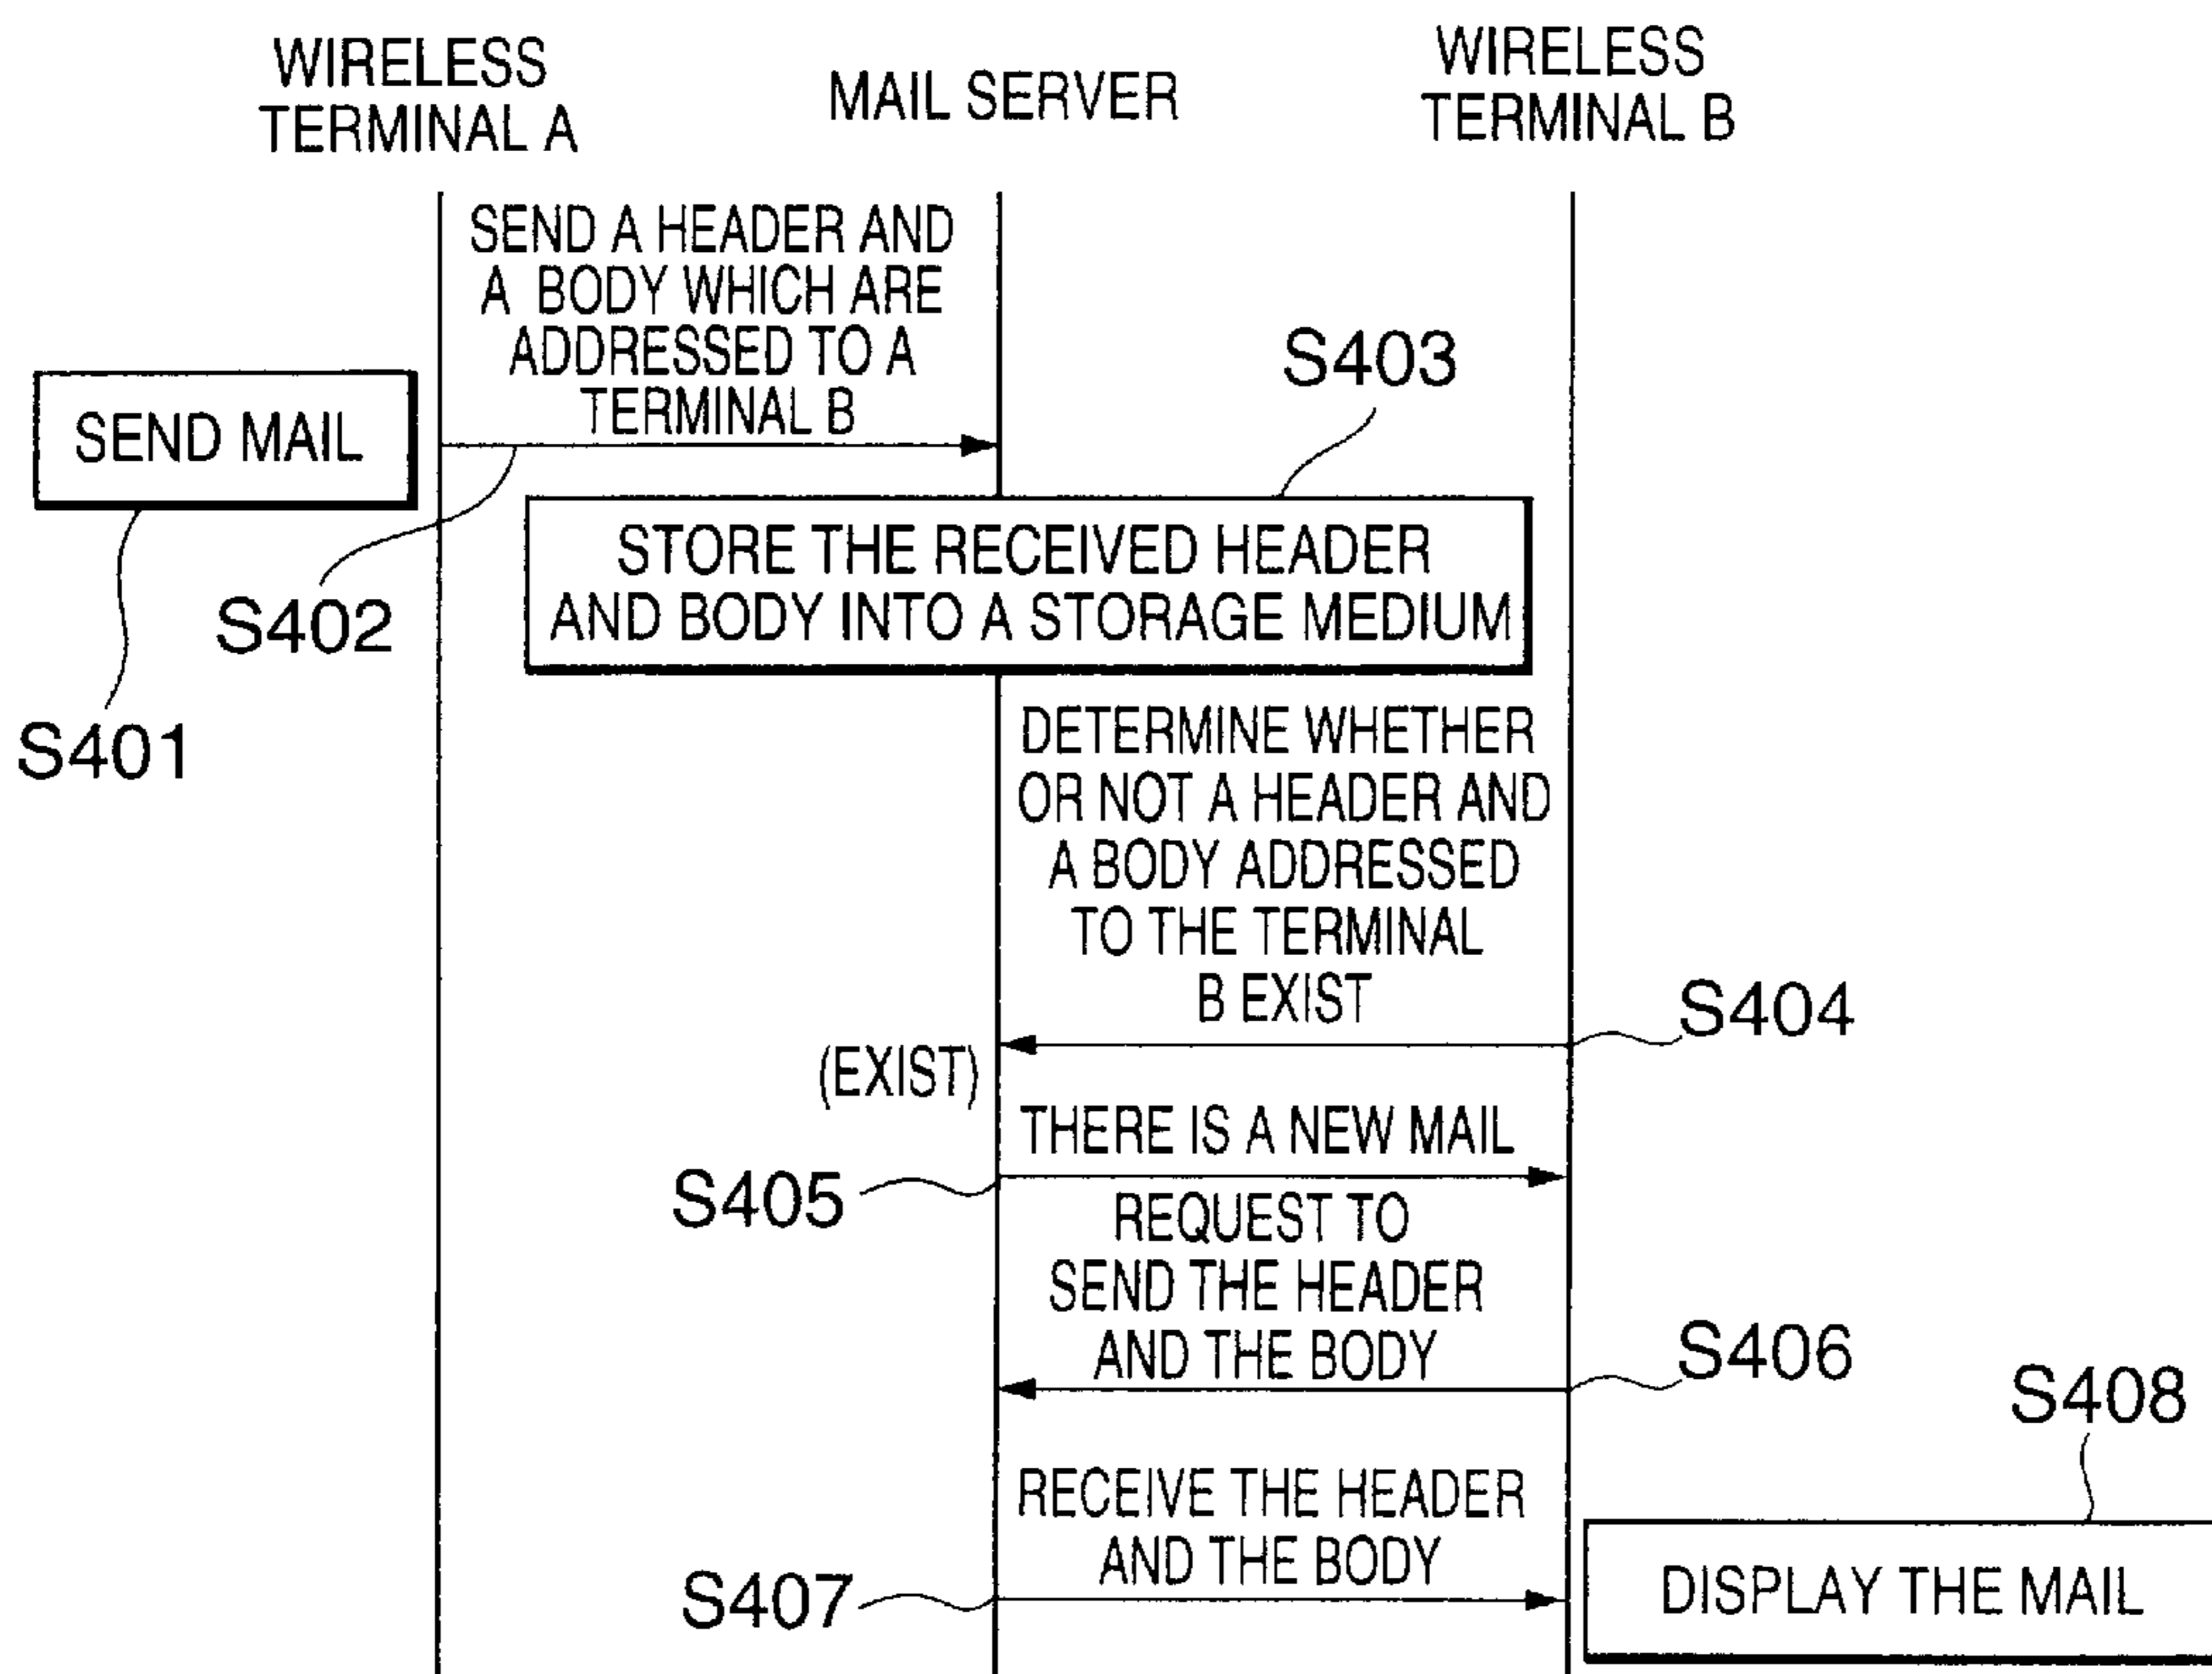 WIRELESS
TERMINAL A
MAIL SERVER
WIRELESS
TERMINAL B
SEND A HEADER AND
A BODY WHICH ARE
ADDRESSED TO A
TERMINAL B
S403
SEND MAIL
STORE THE RECEIVED HEADER
AND BODY INTO A STORAGE MEDIUM
S402
S401
DETERMINE WHETHER
OR NOT A HEADER AND
A BODY ADDRESSED
TO THE TERMINAL
B EXIST
S404
(EXIST)
THERE IS A NEW MAIL
S405
REQUEST TO
SEND THE HEADER
AND THE BODY
S406
S408
RECEIVE THE HEADER
AND THE BODY
S407
DISPLAY THE MAIL